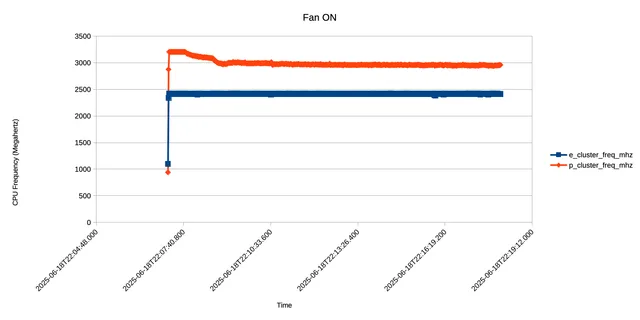 Fan ON
3500
3000
2500
2000
1500
1000
500
0
CPU Frequency (Megahertz)
2025-06-18T22:04:48.000
2025-06-18T22:07:40.800
2025-06-18T22:10:33.600
2025-06-18T22:13:26.400
2025-06-18T22:16:19.200
2025-06-18T22:19:12.000
Time
e_cluster_freq_mhz
p_cluster_freq_mhz